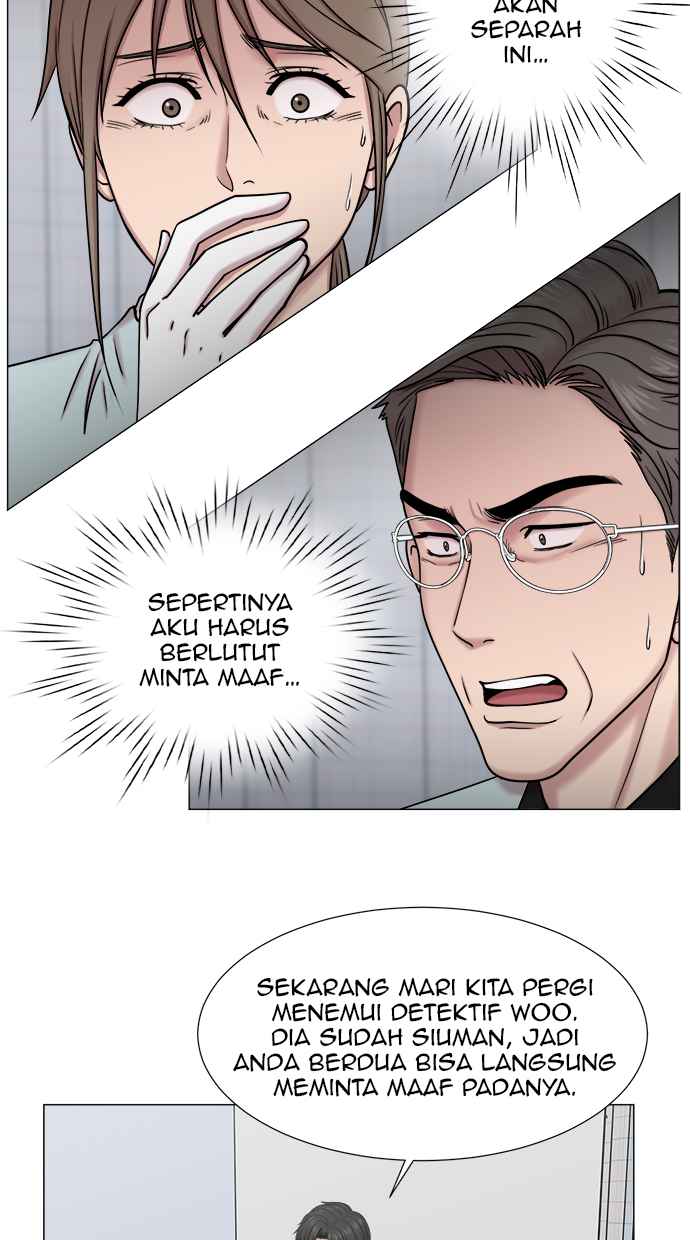 AKAN
SEPARAH
INI...
SEPERTINYA
AKU HARUS
BERLUTUT
MINTA MAAF...
SEKARANG MARI KITA PERGI
MENEMUI DETEKTIF WOO.
DIA SUDAH SIUMAN, JADI
ANDA BERDUA BISA LANGSUNG
MEMINTA MAAF PADANYA.